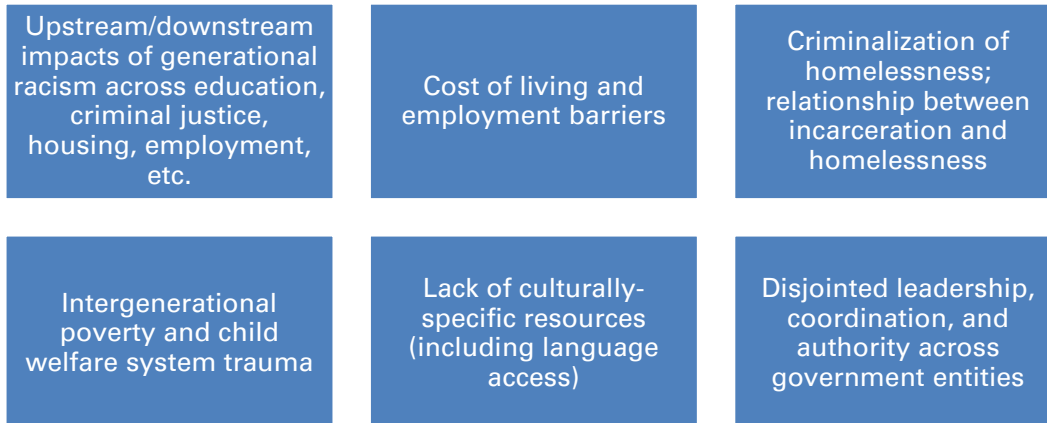 Upstream/downstream
impacts of generational
racism across education,
criminal justice,
housing, employment,
etc.
Cost of living and
employment barriers
Criminalization of
homelessness;
relationship between
incarceration and
homelessness
Intergenerational
poverty and child
welfare system trauma
Lack of culturally-
specific resources
(including language
access)
Disjointed leadership,
coordination, and
authority across
government entities